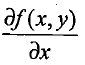 ∂f(x, y)
∂x